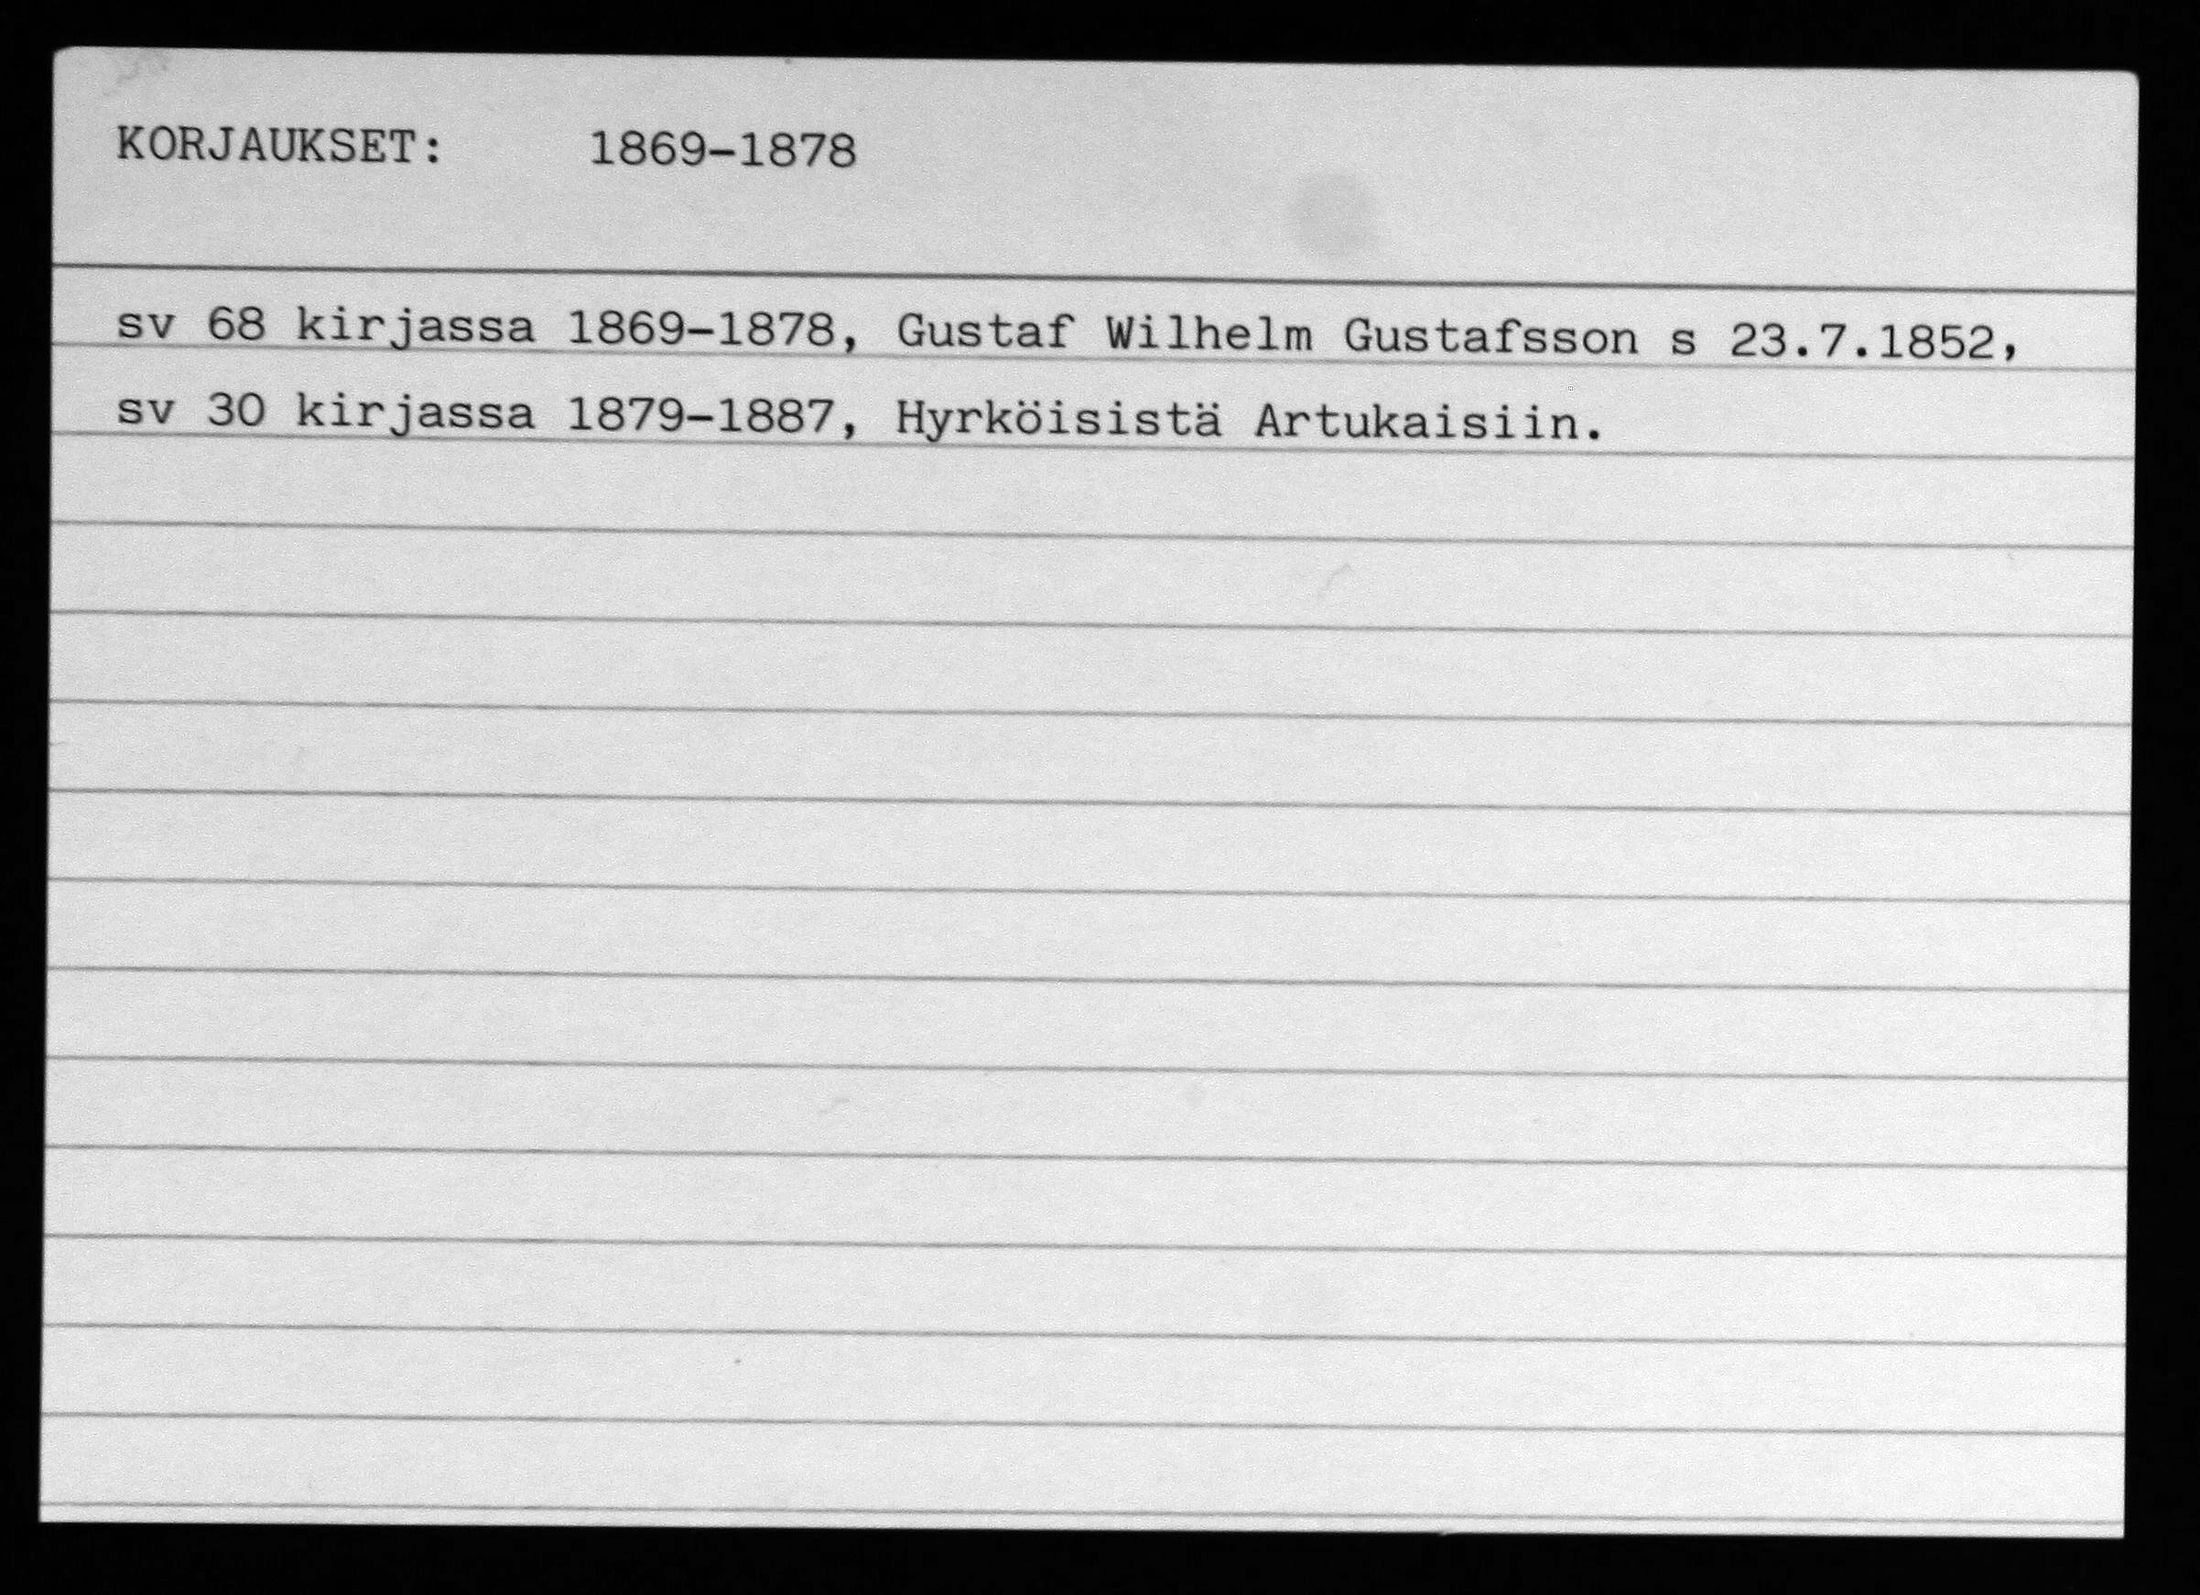 KORJAUKSET: 1869-1878
sv 68 kirjassa 1869-1878, Gustaf Wilhelm Gustafsson s 23.7.1852,
sv 30 kirjassa 1879-1887, Hyrköisistä Artukaisiin.